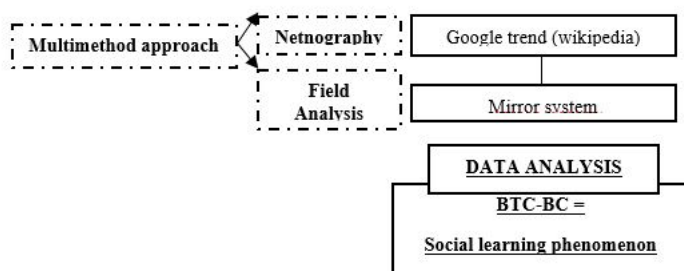 Multimethod approach
Netnography
Google trend (wikipedia)
Field
Analysis
Mirror system
DATA ANALYSIS
BTC-BC =
Social learning phenomenon